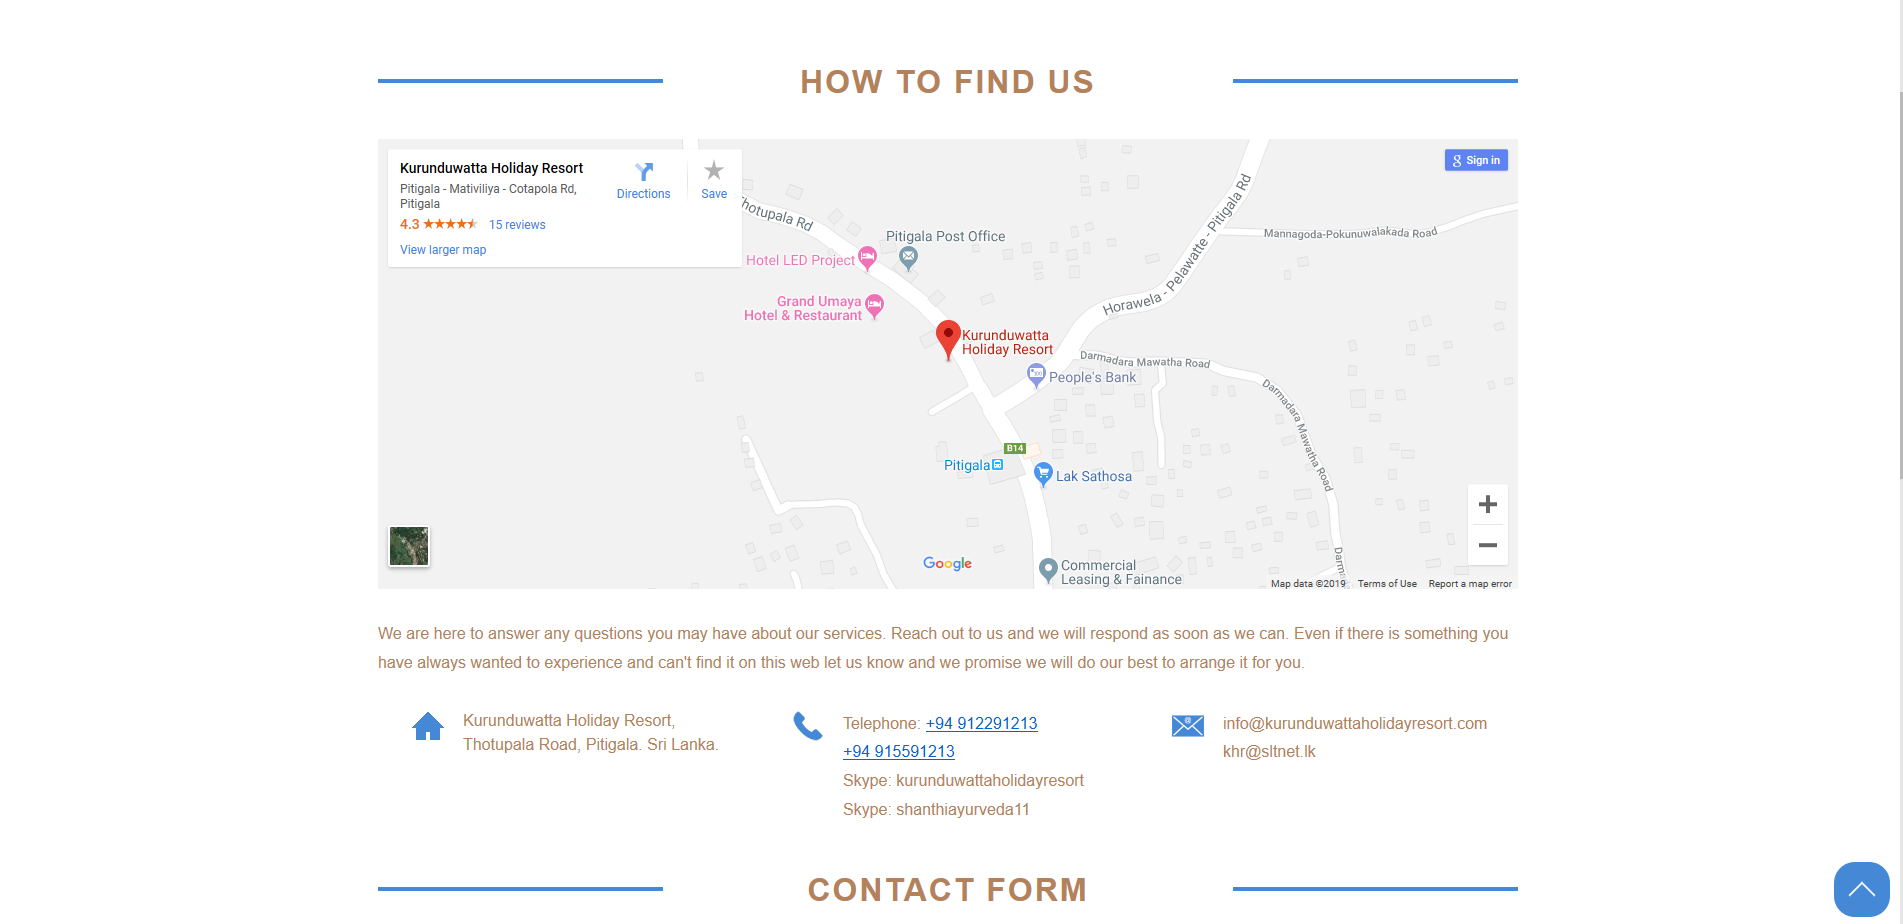 HOW TO FIND US
Kurunduwatta Holiday Resort
Pitigala - Mativiliya - Cotapola Rd,
Pitigala
4.3
15 reviews
View larger map
Directions
Save
Sign in
Thotupala Rd
Pitigala Post Office
Hotel LED Project
Grand Umaya
Hotel & Restaurant
Kurunduwatta
Holiday Resort
Horawela - Pelawatte - Pitigala Rd
Mannagoda-Pokunuwalakada Road
Darmadara Mawatha Road
People's Bank
Darmadara Mawatha Road
B14
Pitigala
Lak Sathosa
Darma
Google
Commercial
Leasing & Fainance
Map data ©2019 Terms of Use Report a map error
We are here to answer any questions you may have about our services. Reach out to us and we will respond as soon as we can. Even if there is something you
have always wanted to experience and can't find it on this web let us know and we promise we will do our best to arrange it for you.
Kurunduwatta Holiday Resort,
Thotupala Road, Pitigala. Sri Lanka.
Telephone: +94 912291213
+94 915591213
Skype: kurunduwattaholidayresort
Skype: shanthiayurveda11
info@kurunduwattaholidayresort.com
khr@sltnet.lk
CONTACT FORM